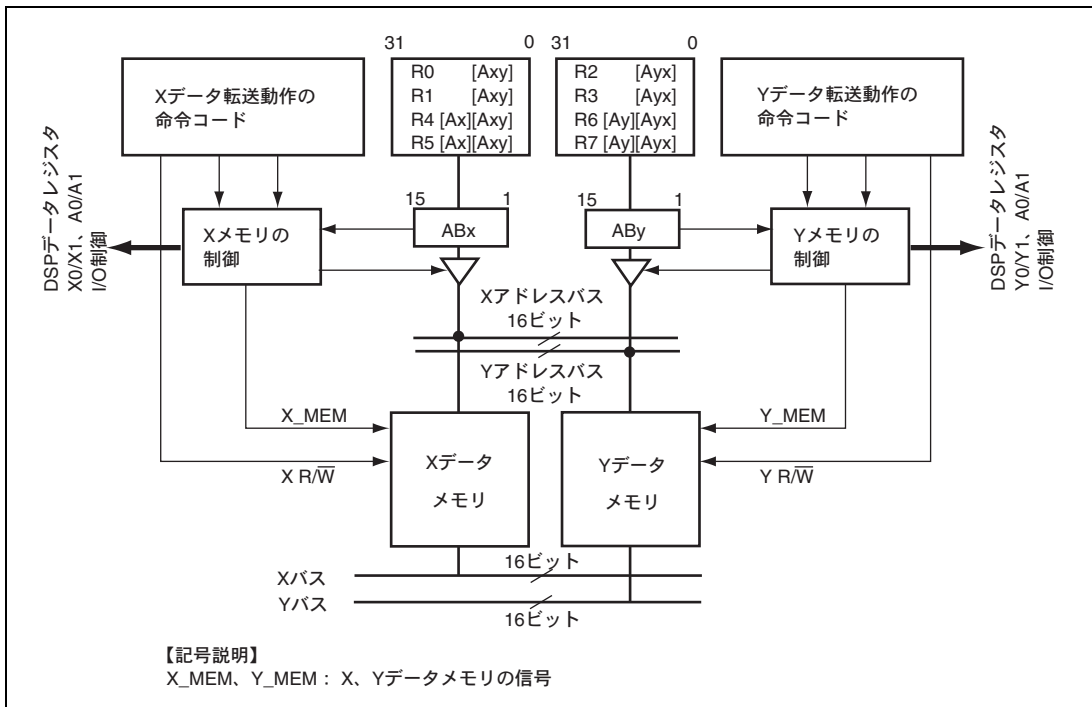 31 0 31 0
Xデータ転送動作の
命令コード
R0 [Axy]
R1 [Axy]
R4 [Ax][Axy]
R5 [Ax][Axy]
R2 [Ayx]
R3 [Ayx]
R6 [Ay][Ayx]
R7 [Ay][Ayx]
Yデータ転送動作の
命令コード
DSPデータレジスタ
X0/X1、A0/A1
I/O制御
Xメモリの
制御
15 1
ABx
15 1
ABy
Yメモリの
制御
DSPデータレジスタ
Y0/Y1、A0/A1
I/O制御
Xアドレスバス
16ビット
Yアドレスバス
16ビット
X_MEM
Y_MEM
X R/W̅
Y R/W̅
Xデータ
メモリ
Yデータ
メモリ
16ビット
Xバス
Yバス
16ビット
【記号説明】
X_MEM、Y_MEM： X、Yデータメモリの信号